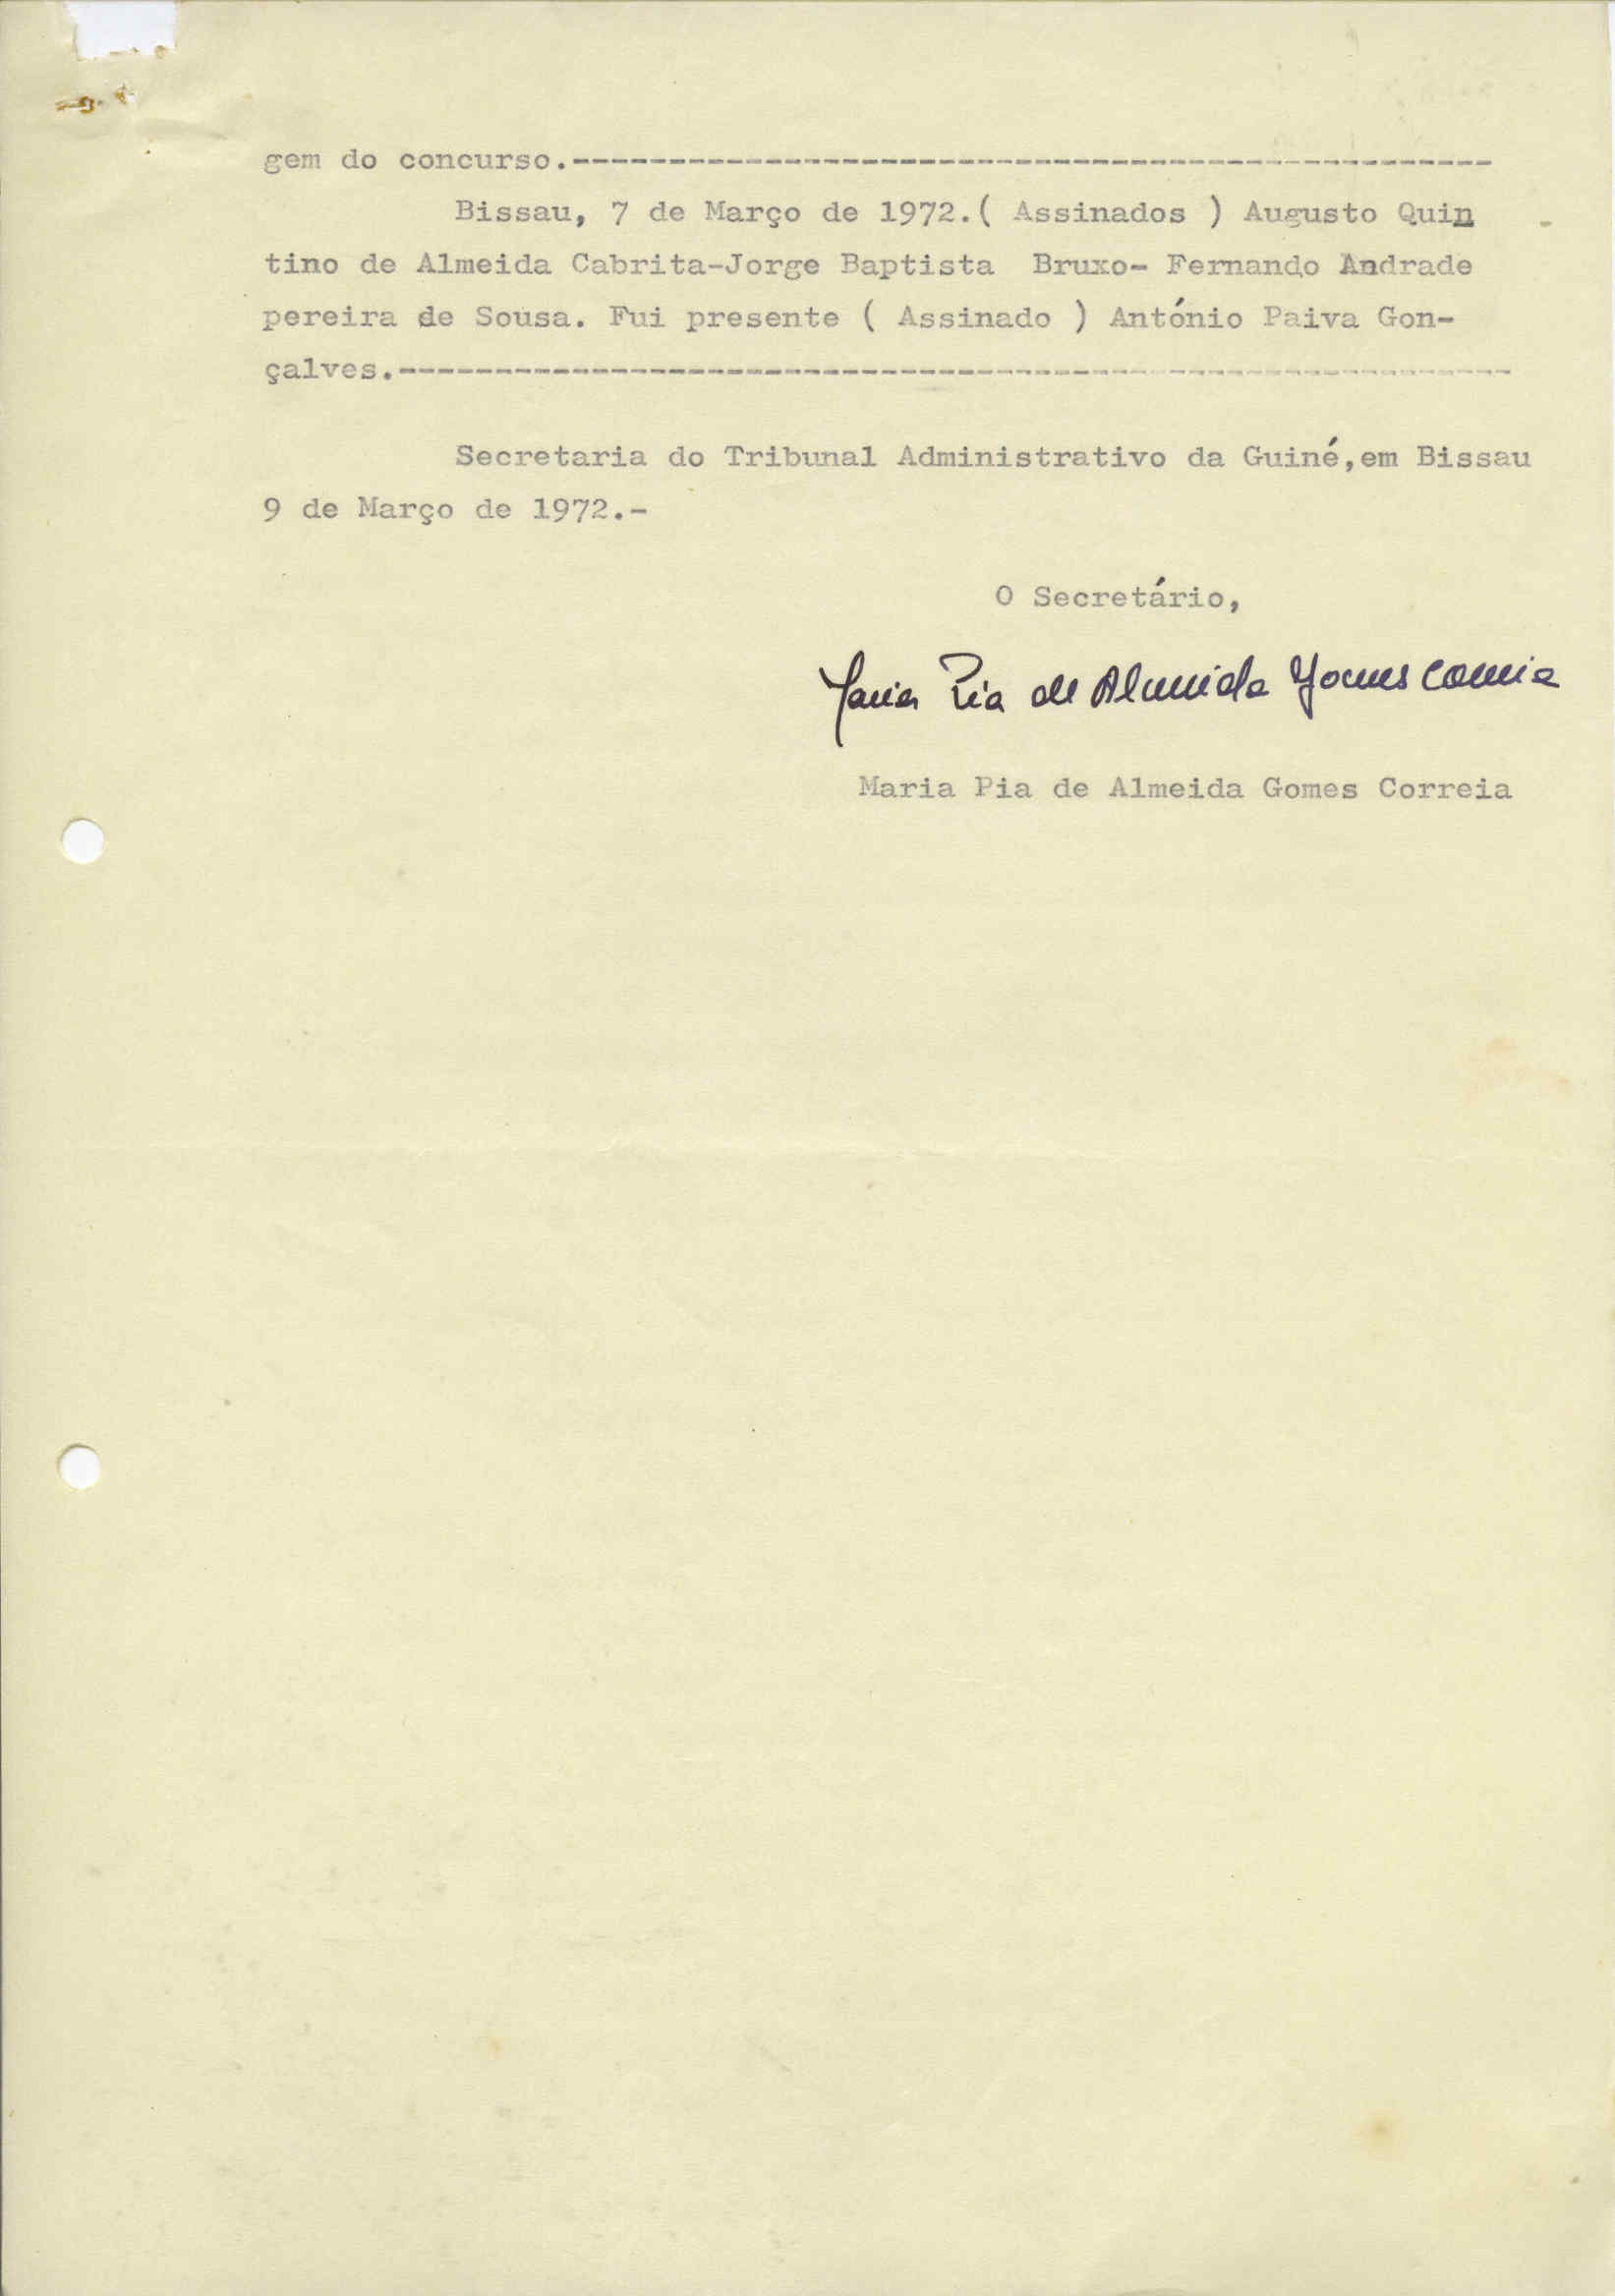 gem do concurso.------------------------------------------------
Bissau, 7 de Março de 1972.( Assinados ) Augusto Quin
tino de Almeida Cabrita-Jorge Baptista Bruxo- Fernando Andrade
pereira de Sousa. Fui presente ( Assinado ) António Paiva Gon-
çalves.----------------------------------------------------------
Secretaria do Tribunal Administrativo da Guiné,em Bissau
9 de Março de 1972.-
O Secretário,
Maria Pia de Almeida Gomes Correia
Maria Pia de Almeida Gomes Correia